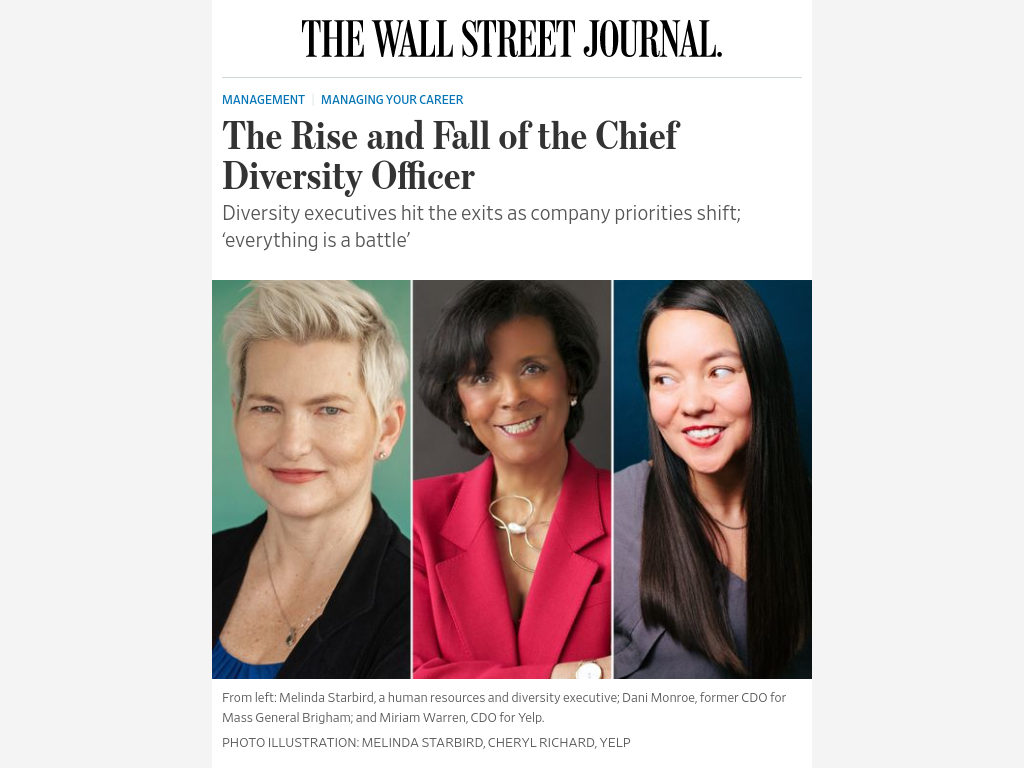 THE WALL STREET JOURNAL.
MANAGEMENT | MANAGING YOUR CAREER
The Rise and Fall of the Chief
Diversity Officer
Diversity executives hit the exits as company priorities shift;
‘everything is a battle’
From left: Melinda Starbird, a human resources and diversity executive; Dani Monroe, former CDO for
Mass General Brigham; and Miriam Warren, CDO for Yelp.
PHOTO ILLUSTRATION: MELINDA STARBIRD, CHERYL RICHARD, YELP